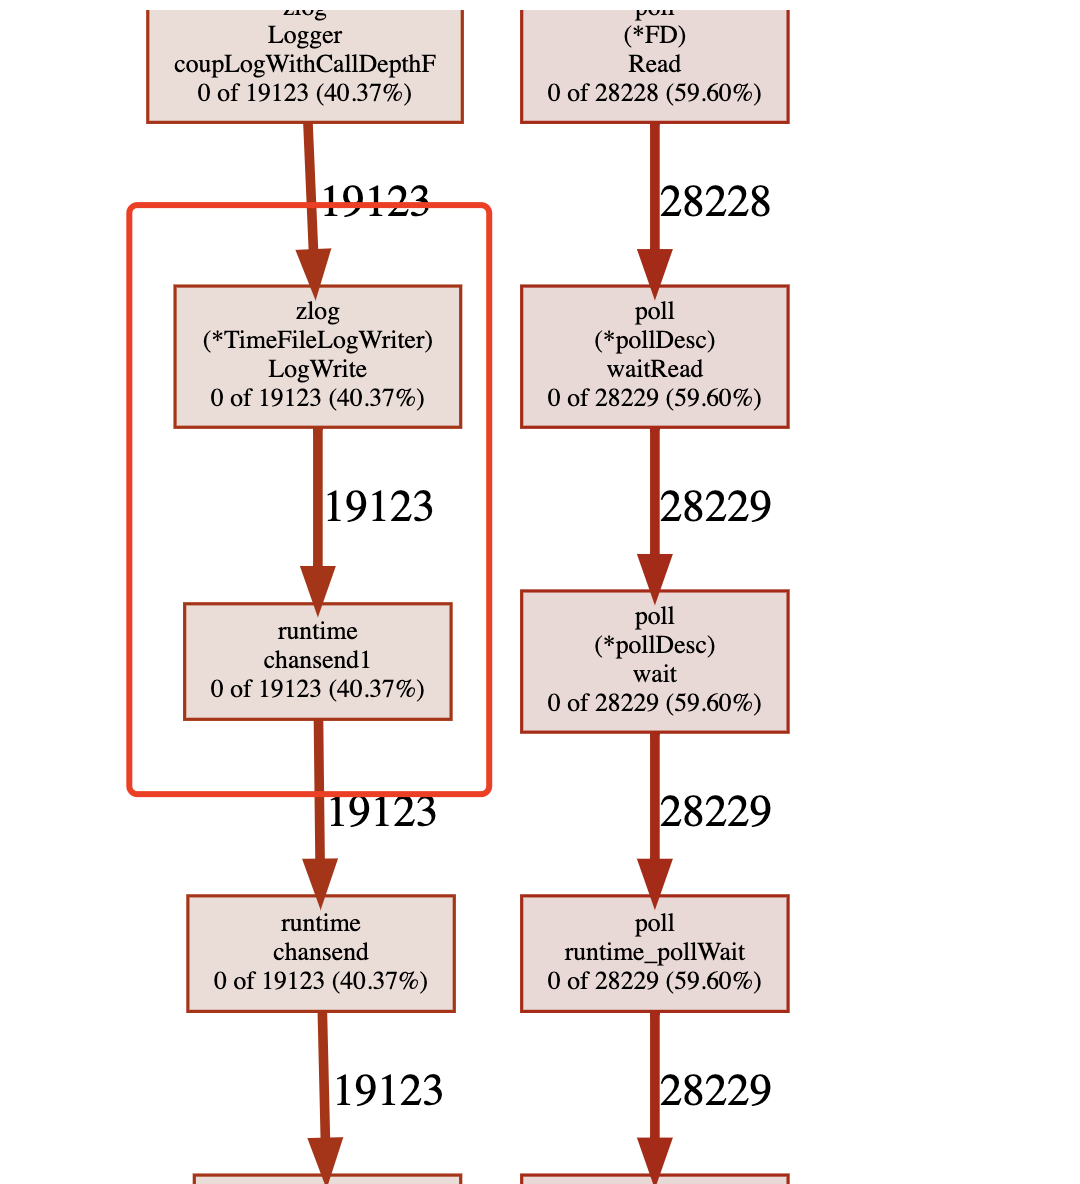 zlog
Logger
coupLogWithCallDepthF
0 of 19123 (40.37%)
(*FD)
Read
0 of 28228 (59.60%)
19123
28228
zlog
(*TimeFileLogWriter)
LogWrite
0 of 19123 (40.37%)
poll
(*pollDesc)
waitRead
0 of 28229 (59.60%)
19123
28229
runtime
chansend1
0 of 19123 (40.37%)
poll
(*pollDesc)
wait
0 of 28229 (59.60%)
19123
28229
runtime
chansend
0 of 19123 (40.37%)
poll
runtime_pollWait
0 of 28229 (59.60%)
19123
28229